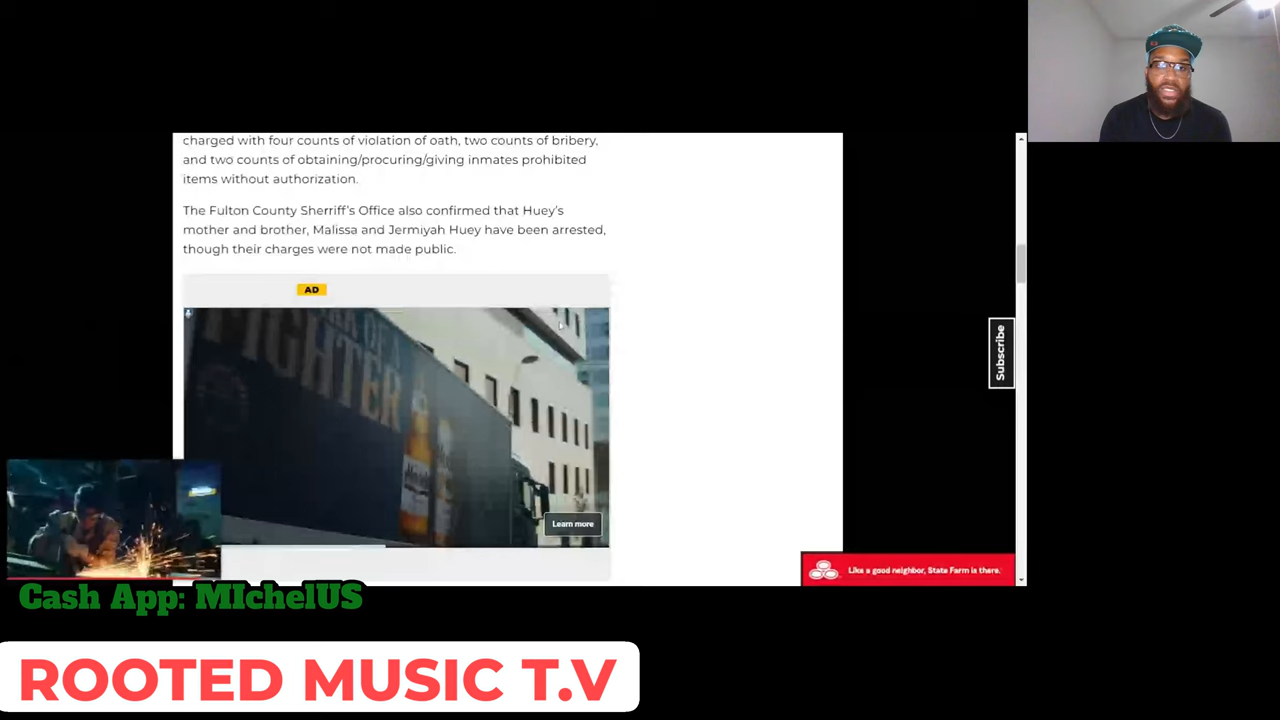 charged with four counts of violation of oath, two counts of bribery,
and two counts of obtaining/procuring/giving inmates prohibited
items without authorization.
The Fulton County Sherriff's Office also confirmed that Huey's
mother and brother, Malissa and Jermiyah Huey have been arrested,
though their charges were not made public.
AD
FIGHTER
Learn more
Subscribe
Like a good neighbor, State Farm is there.
Cash App: MIchelUS
ROOTED MUSIC T.V